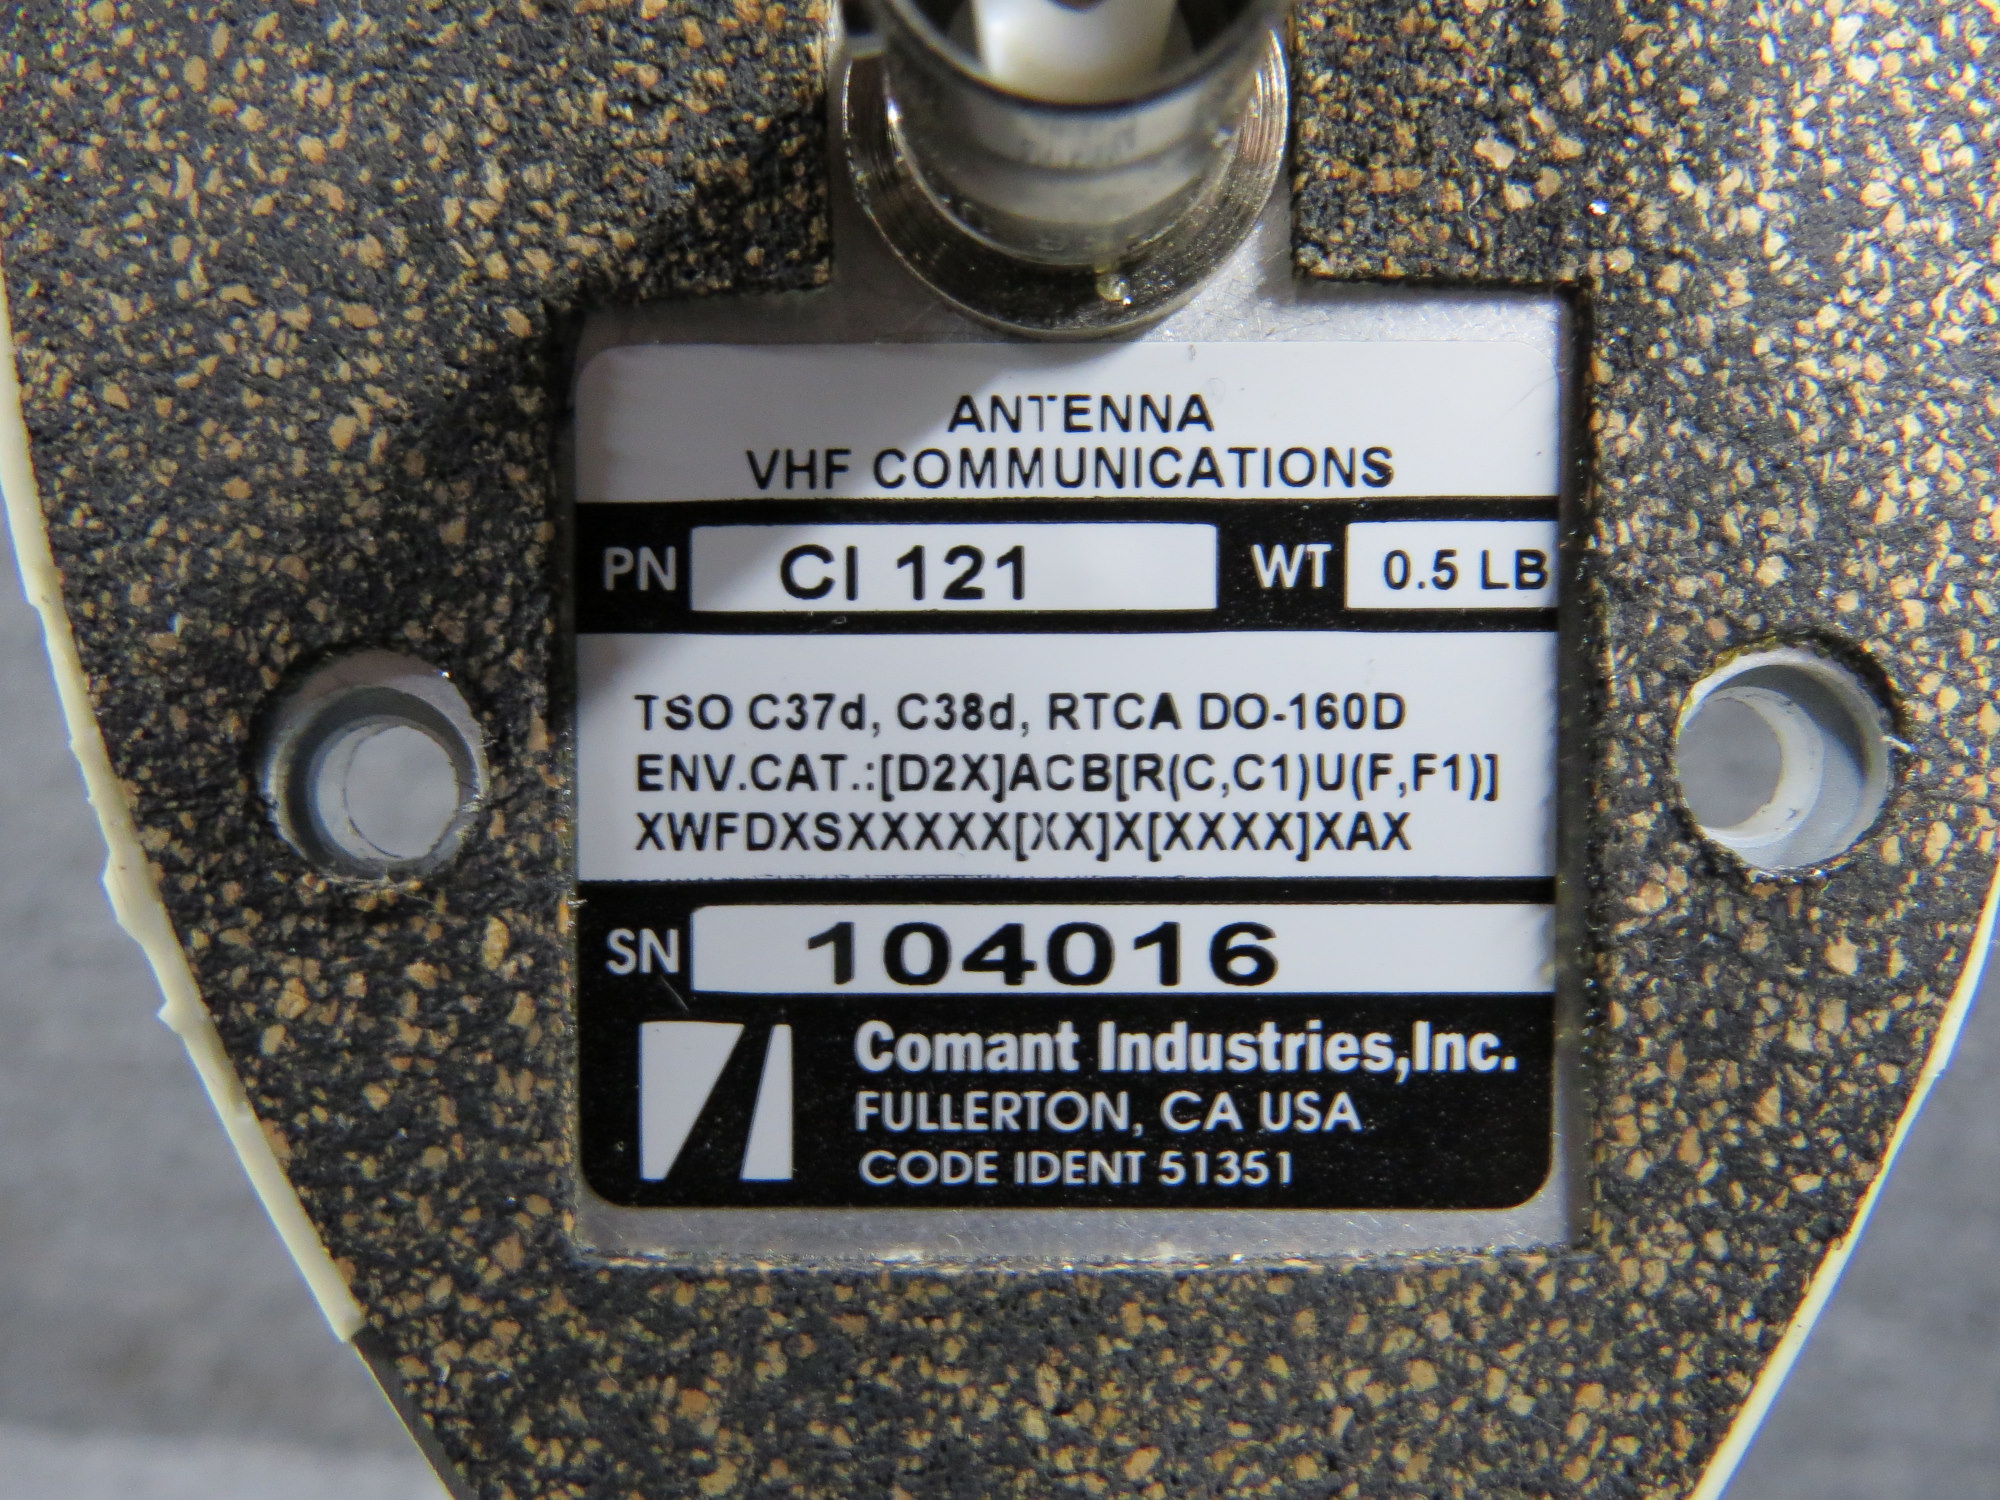 ANTENNA
VHF COMMUNICATIONS
PN CI 121 WT 0.5 LB
TSO C37d, C38d, RTCA DO-160D
ENV.CAT.:[D2X]ACB[R(C,C1)U(F,F1)]
XWFDXSXXXXX[XX]X[XXXX]XAX
SN 104016
Comant Industries,Inc.
FULLERTON, CA USA
CODE IDENT 51351